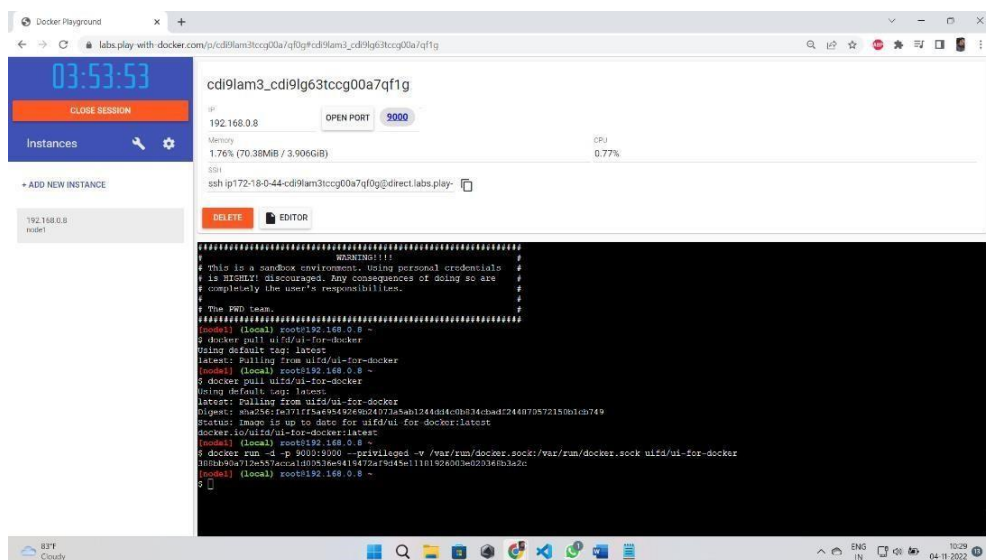 Docker Playground
labs.play-with-docker.com/p/cdi9lam3tccg00a7qf0g#cdi9lam3_cdi9lg63tccg00a7qf1g
03:53:53
CLOSE SESSION
Instances
+ ADD NEW INSTANCE
192.168.0.8
node1
cdi9lam3_cdi9lg63tccg00a7qf1g
IP
192.168.0.8
OPEN PORT
9000
Memory
1.76% (70.38MiB / 3.906GiB)
CPU
0.77%
SSH
ssh ip172-18-0-44-cdi9lam3tccg00a7qf0g@direct.labs.play-
DELETE
EDITOR
################################################################
# WARNING!!!! #
# This is a sandbox environment. Using personal credentials #
# is HIGHLY! discouraged. Any consequences of doing so are #
# completely the user's responsibilites. #
# #
# The PWD team. #
################################################################
[node1] (local) root@192.168.0.8 ~
$ docker pull uifd/ui-for-docker
Using default tag: latest
latest: Pulling from uifd/ui-for-docker
[node1] (local) root@192.168.0.8 ~
$ docker pull uifd/ui-for-docker
Using default tag: latest
latest: Pulling from uifd/ui-for-docker
Digest: sha256:fe371ff5a69549269b24073a5ab1244dd4c0b834cbadf244870572150b1cb749
Status: Image is up to date for uifd/ui-for-docker:latest
docker.io/uifd/ui-for-docker:latest
[node1] (local) root@192.168.0.8 ~
$ docker run -d -p 9000:9000 --privileged -v /var/run/docker.sock:/var/run/docker.sock uifd/ui-for-docker
[node1] (local) root@192.168.0.8 ~
$
83°F
Cloudy
ENG
IN
10:29
04-11-2022